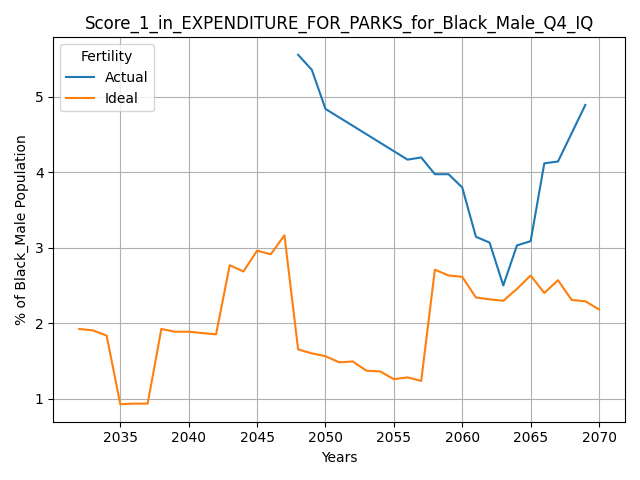 Score_1_in_EXPENDITURE_FOR_PARKS_for_Black_Male_Q4_IQ
Fertility
Actual
Ideal
% of Black_Male Population
5
4
3
2
1
2035 2040 2045 2050 2055 2060 2065 2070
Years